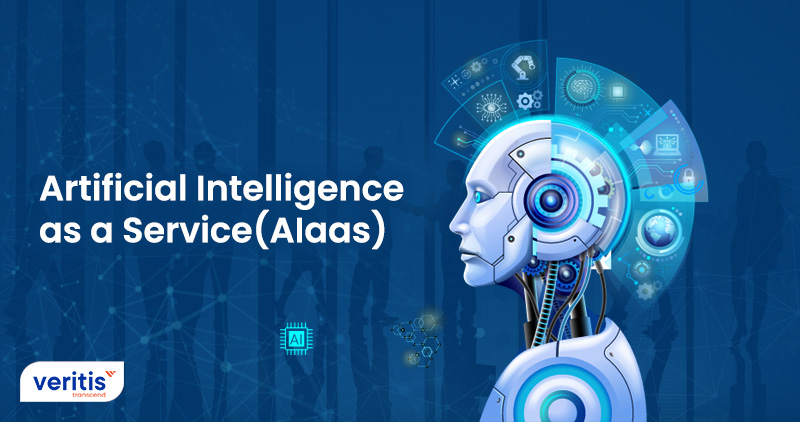 Artificial Intelligence
as a Service(AIaas)
AI
veritis
transcend